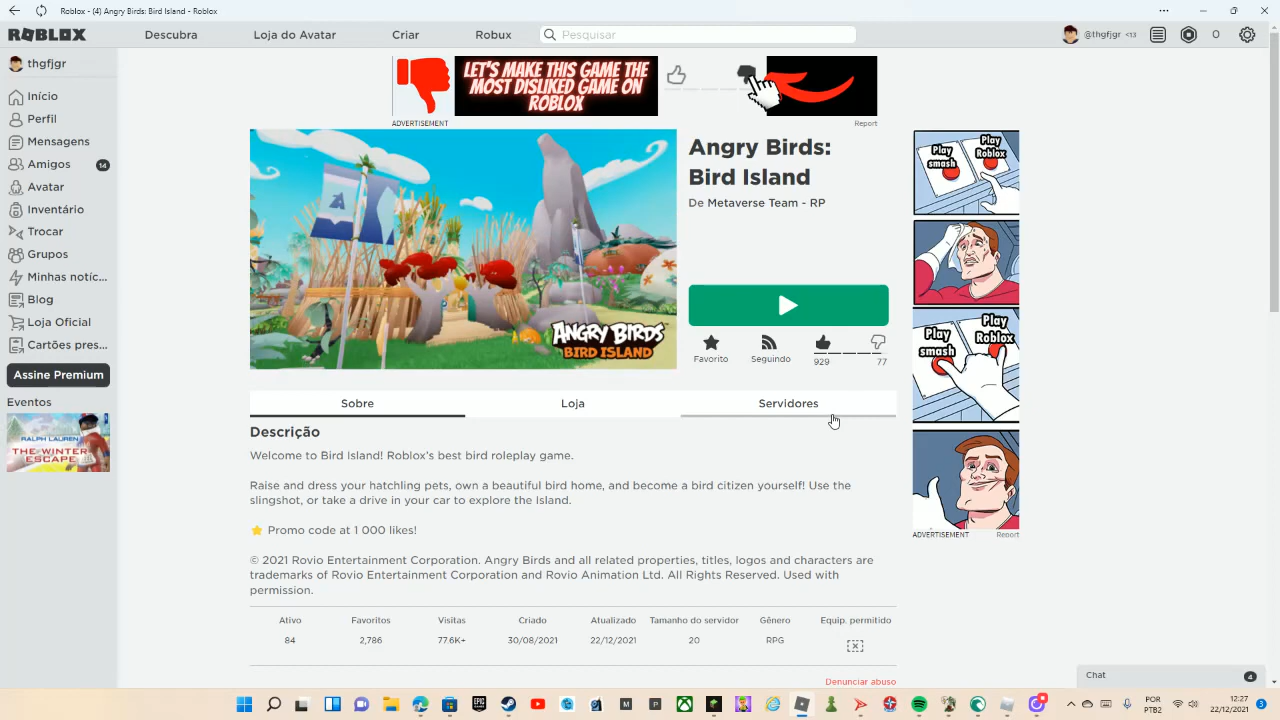 Roblox - (4) Angry Birds: Bird Island - Roblox
ROBLOX
Descubra
Loja do Avatar
Criar
Robux
Pesquisar
@thgfjgr <13
0
thgfjgr
Início
Perfil
Mensagens
Amigos
14
Avatar
Inventário
Trocar
Grupos
Minhas notíc...
Blog
Loja Oficial
Cartões pres...
Assine Premium
Eventos
RALPH LAUREN
THE WINTER
ESCAPE
LET'S MAKE THIS GAME THE
MOST DISLIKED GAME ON
ROBLOX
ADVERTISEMENT
Report
ANGRY BIRDS
BIRD ISLAND
Angry Birds:
Bird Island
De Metaverse Team - RP
Favorito
Seguindo
929
77
Sobre
Loja
Servidores
Descrição
Welcome to Bird Island! Roblox's best bird roleplay game.
Raise and dress your hatchling pets, own a beautiful bird home, and become a bird citizen yourself! Use the
slingshot, or take a drive in your car to explore the Island.
⭐ Promo code at 1 000 likes!
© 2021 Rovio Entertainment Corporation. Angry Birds and all related properties, titles, logos and characters are
trademarks of Rovio Entertainment Corporation and Rovio Animation Ltd. All Rights Reserved. Used with
permission.
Ativo Favoritos Visitas Criado Atualizado Tamanho do servidor Gênero Equip. permitido
84 2,786 77.6K+ 30/08/2021 22/12/2021 20 RPG
Denunciar abuso
Play
smash
Play
Roblox
Play
smash
Play
Roblox
ADVERTISEMENT
Report
Chat
4
EPIC
M
P
POR
PTB2
12:27
22/12/2021
3